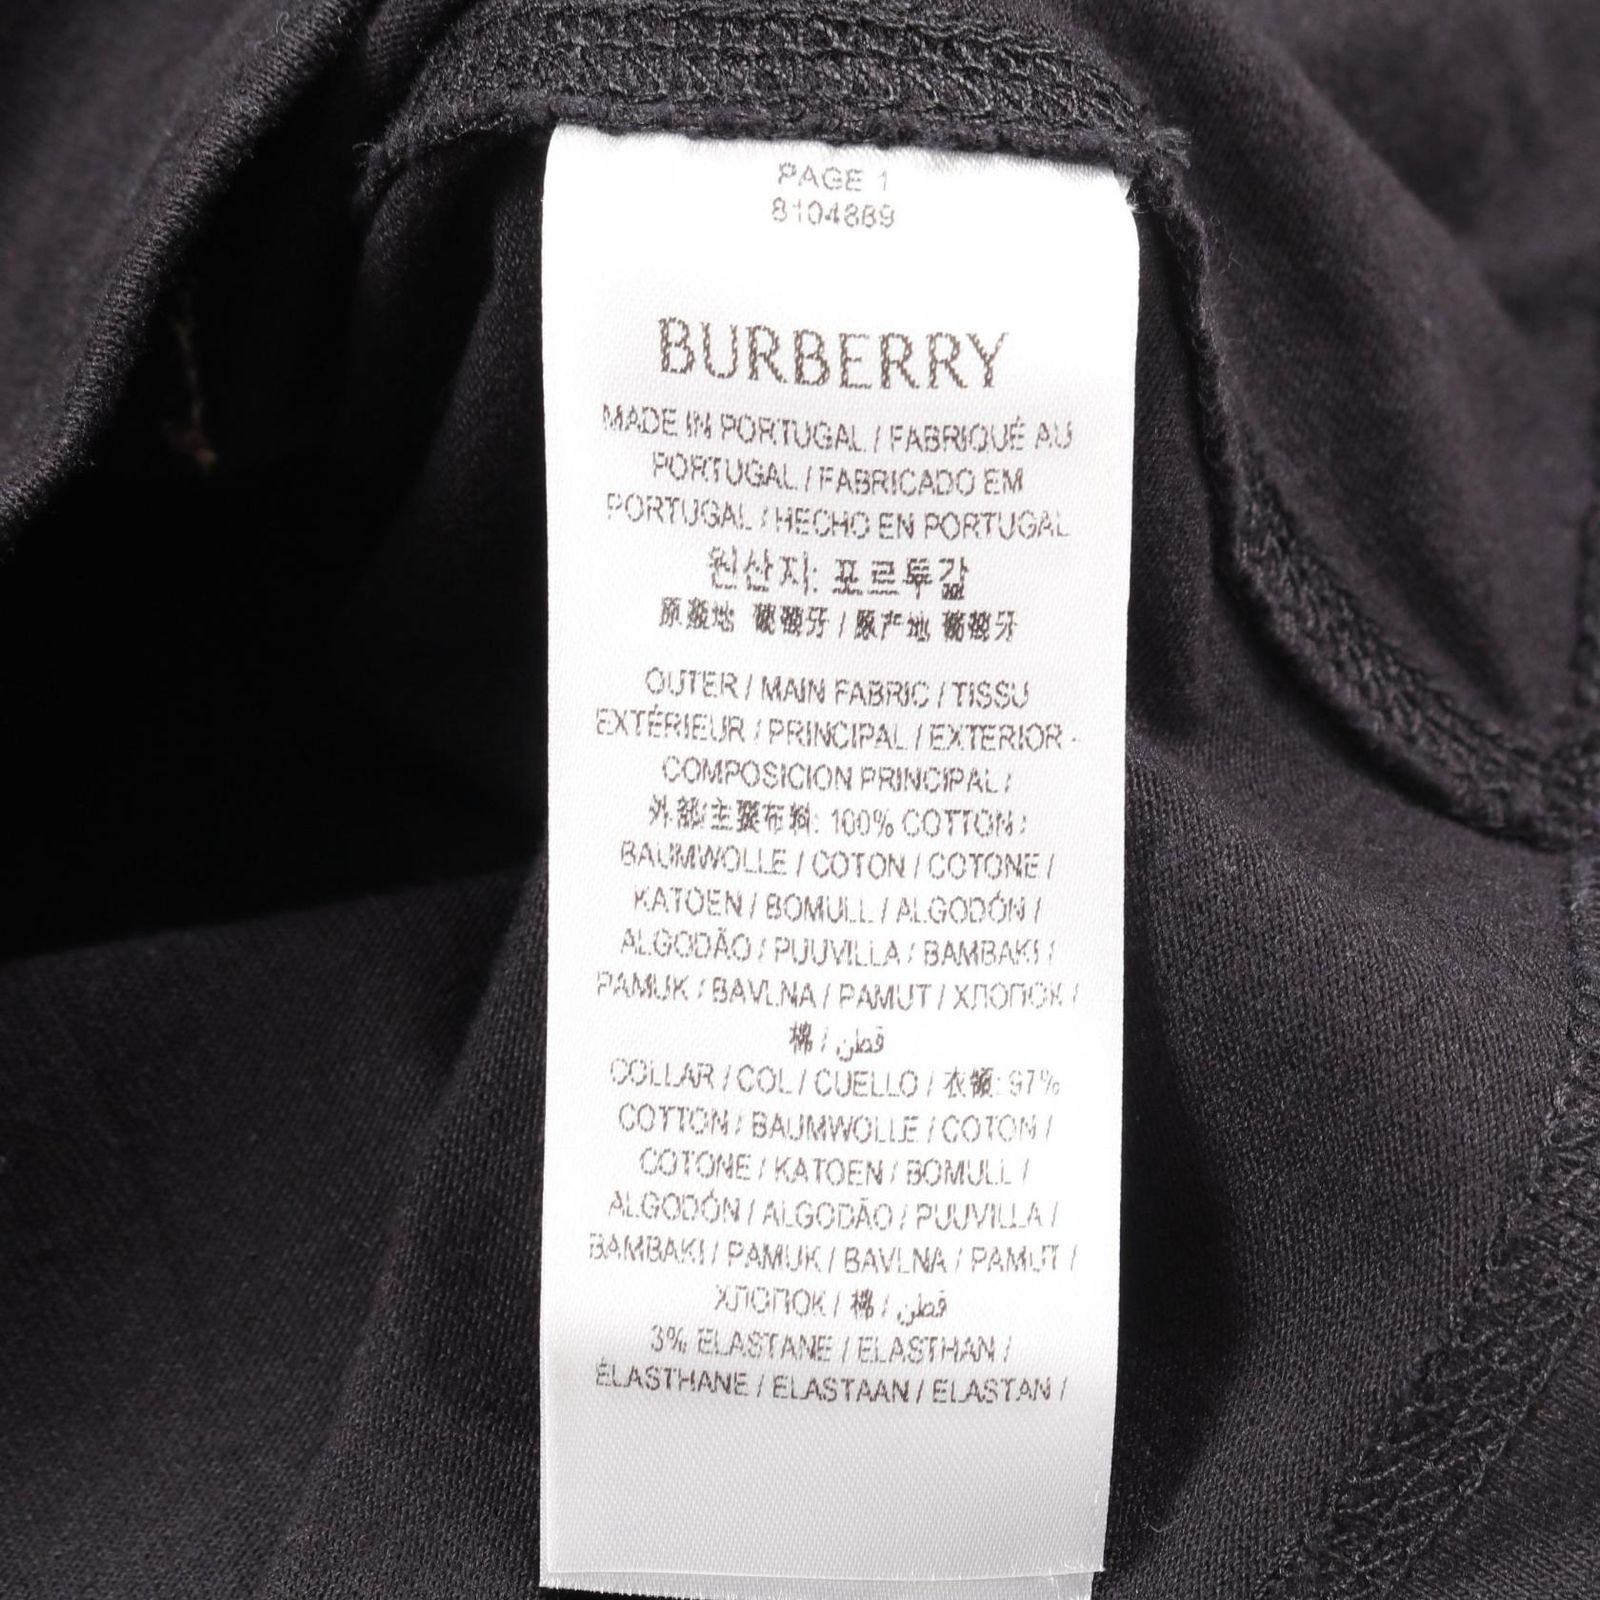 PAGE 1
8104889
BURBERRY
MADE IN PORTUGAL / FABRIQUÉ AU
PORTUGAL / FABRICADO EM
PORTUGAL / HECHO EN PORTUGAL
원산지: 포르투갈
原產地 葡萄牙 / 原产地 葡萄牙
OUTER / MAIN FABRIC / TISSU
EXTÉRIEUR / PRINCIPAL / EXTERIOR -
COMPOSICION PRINCIPAL /
外部/主要布料: 100% COTTON /
BAUMWOLLE / COTON / COTONE /
KATOEN / BOMULL / ALGODÓN /
ALGODÃO / PUUVILLA / BAMBAKI /
PAMUK / BAVLNA / PAMUT / ХЛОПОК /
棉 / قطن
COLLAR / COL / CUELLO / 衣領: 97%
COTTON / BAUMWOLLE / COTON /
COTONE / KATOEN / BOMULL /
ALGODÓN / ALGODÃO / PUUVILLA /
BAMBAKI / PAMUK / BAVLNA / PAMUT /
ХЛОПОК / 棉 / قطن
3% ELASTANE / ELASTHAN /
ÉLASTHANE / ELASTAAN / ELASTAN /